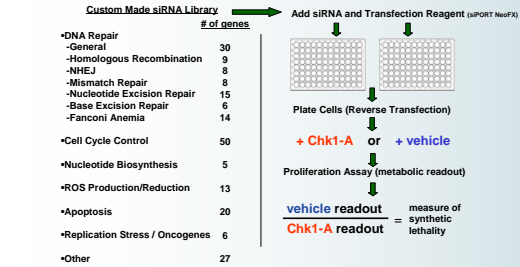 Custom Made siRNA Library
# of genes
•DNA Repair
-General 30
-Homologous Recombination 9
-NHEJ 8
-Mismatch Repair 8
-Nucleotide Excision Repair 15
-Base Excision Repair 6
-Fanconi Anemia 14
•Cell Cycle Control 50
•Nucleotide Biosynthesis 5
•ROS Production/Reduction 13
•Apoptosis 20
•Replication Stress / Oncogenes 6
•Other 27
Add siRNA and Transfection Reagent (siPORT NeoFX)
Plate Cells (Reverse Transfection)
+ Chk1-A or + vehicle
Proliferation Assay (metabolic readout)
vehicle readout
Chk1-A readout
=
measure of
synthetic
lethality